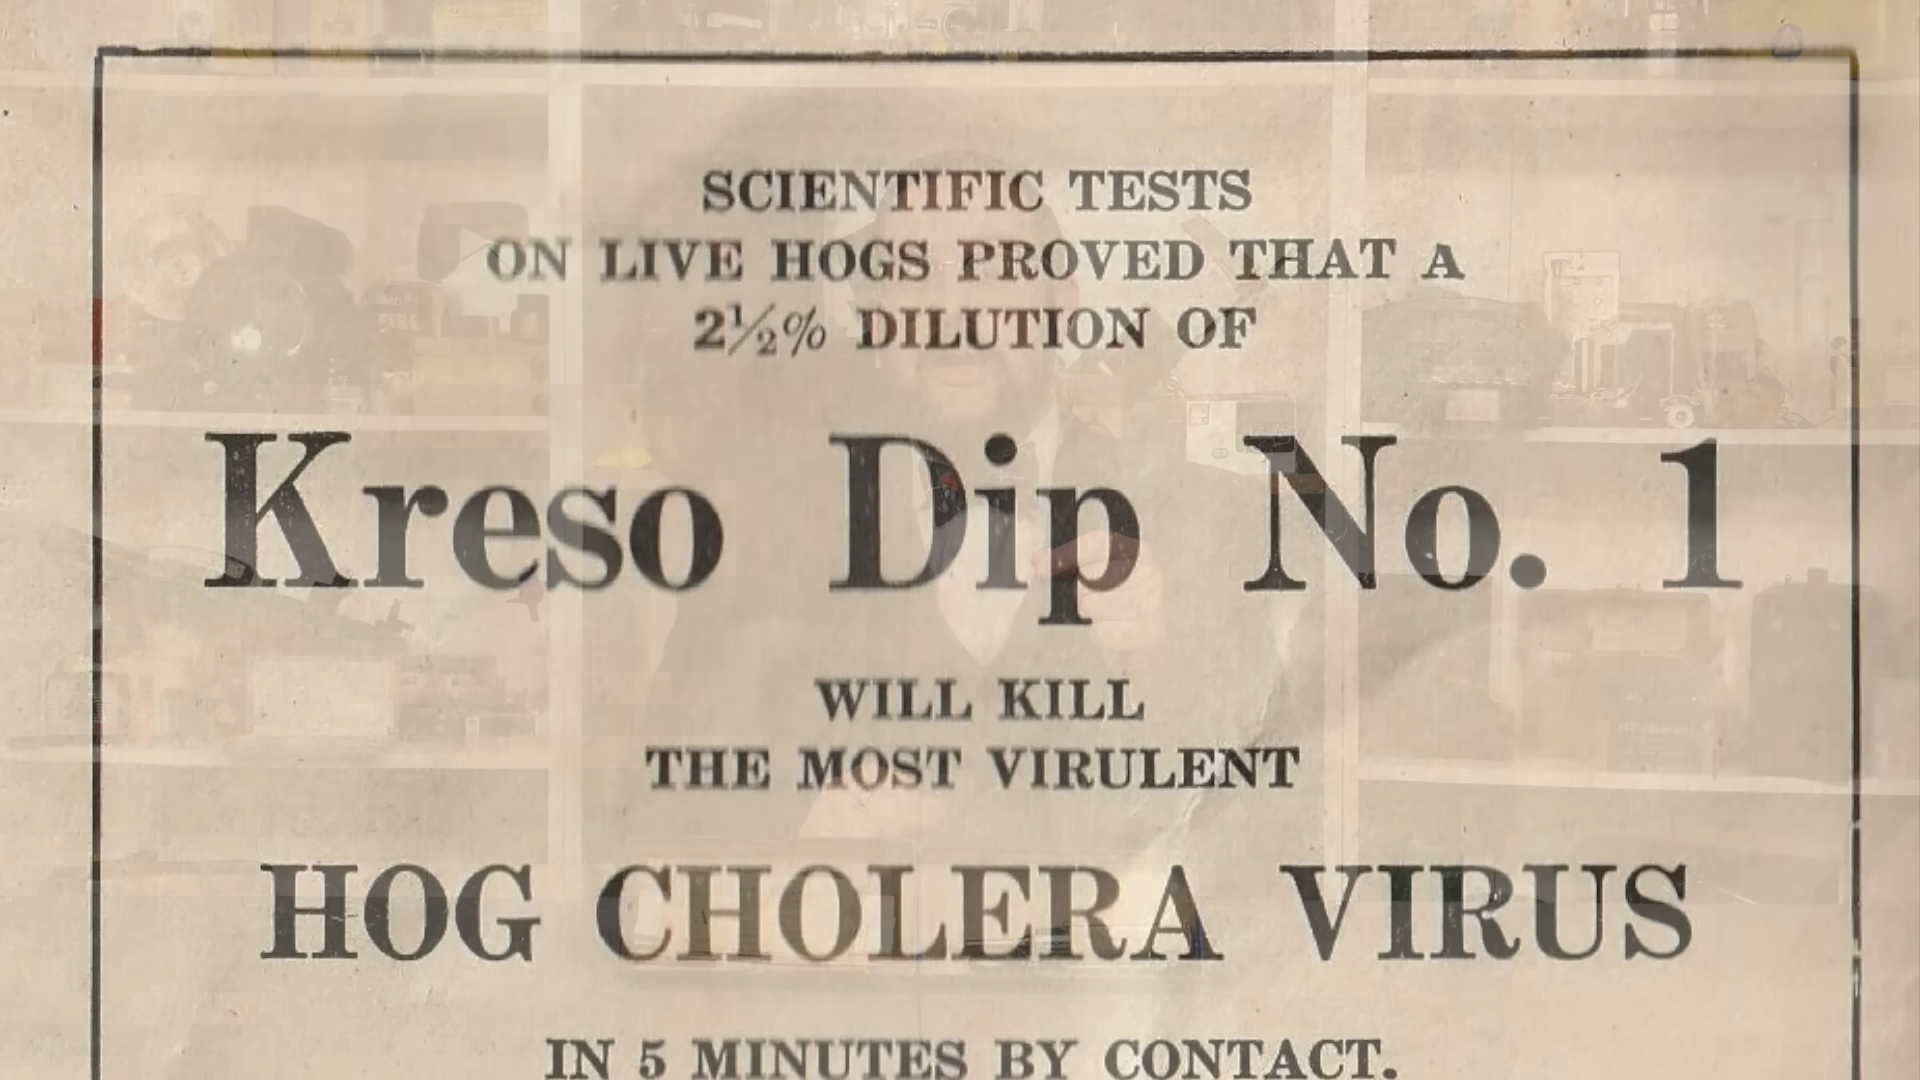 SCIENTIFIC TESTS
ON LIVE HOGS PROVED THAT A
2½% DILUTION OF
Kreso Dip No. 1
WILL KILL
THE MOST VIRULENT
HOG CHOLERA VIRUS
IN 5 MINUTES BY CONTACT.